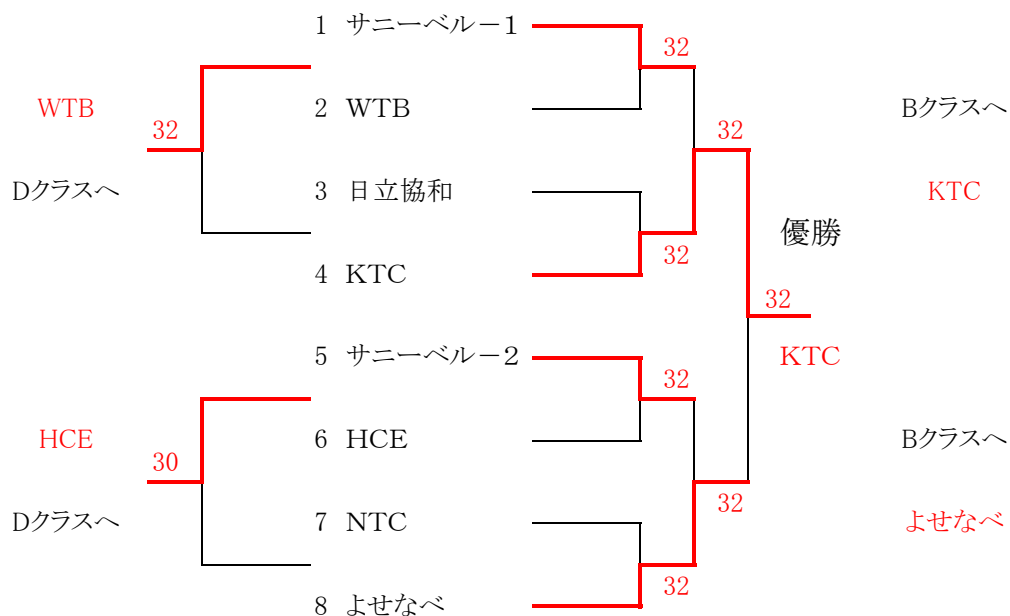 1 サニーベル－1
32
WTB
2 WTB
Bクラスへ
32
32
Dクラスへ
3 日立協和
KTC
優勝
32
4 KTC
32
5 サニーベル－2
KTC
32
HCE
6 HCE
Bクラスへ
30
32
Dクラスへ
7 NTC
よせなべ
32
8 よせなべ